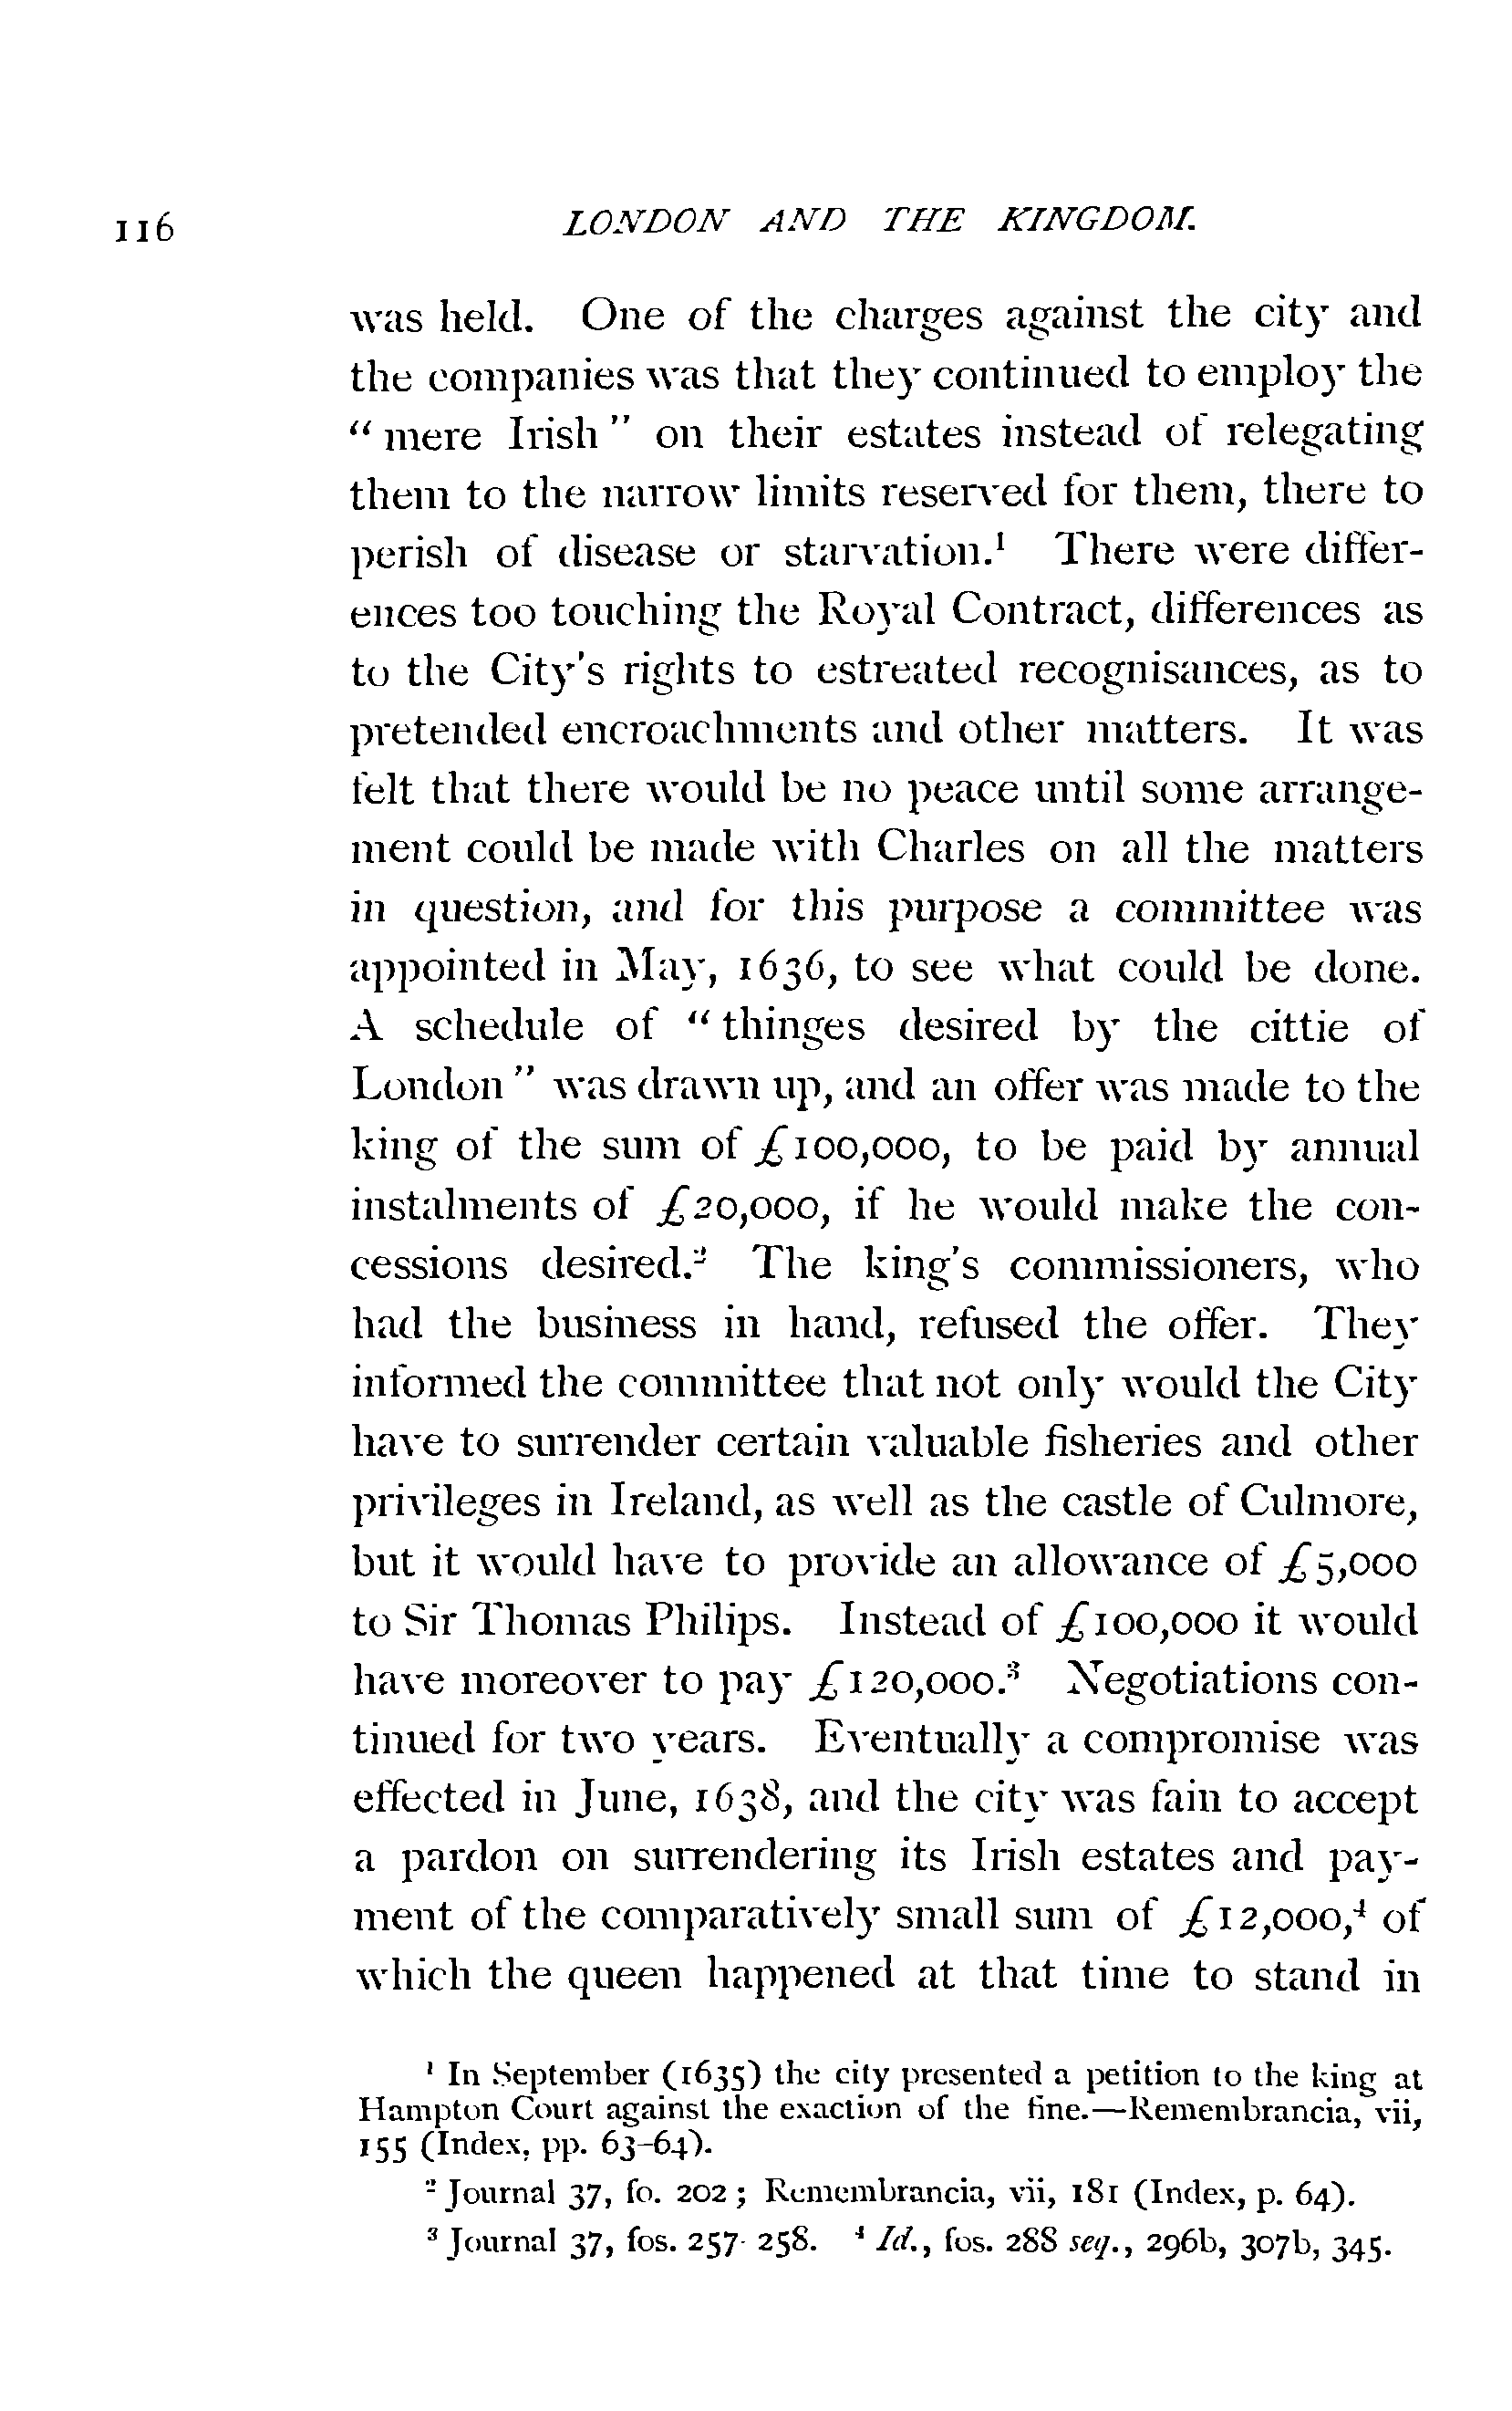 116 LONDON AND THE KINGDOM.
was held. One of the charges against the city and
the companies was that they continued to employ the
“mere Irish” on their estates instead of relegating
them to the narrow limits reserved for them, there to
perish of disease or starvation.¹ There were differ-
ences too touching the Royal Contract, differences as
to the City's rights to estreated recognisances, as to
pretended encroachments and other matters. It was
felt that there would be no peace until some arrange-
ment could be made with Charles on all the matters
in question, and for this purpose a committee was
appointed in May, 1636, to see what could be done.
A schedule of “thinges desired by the cittie of
London” was drawn up, and an offer was made to the
king of the sum of £100,000, to be paid by annual
instalments of £20,000, if he would make the con-
cessions desired.² The king's commissioners, who
had the business in hand, refused the offer. They
informed the committee that not only would the City
have to surrender certain valuable fisheries and other
privileges in Ireland, as well as the castle of Culmore,
but it would have to provide an allowance of £5,000
to Sir Thomas Philips. Instead of £100,000 it would
have moreover to pay £120,000.³ Negotiations con-
tinued for two years. Eventually a compromise was
effected in June, 1638, and the city was fain to accept
a pardon on surrendering its Irish estates and pay-
ment of the comparatively small sum of £12,000,⁴ of
which the queen happened at that time to stand in
¹ In September (1635) the city presented a petition to the king at
Hampton Court against the exaction of the fine.—Remembrancia, vii,
155 (Index, pp. 63-64).
² Journal 37, fo. 202; Remembrancia, vii, 181 (Index, p. 64).
³ Journal 37, fos. 257-258. ⁴ Id., fos. 288 seq., 296b, 307b, 345.